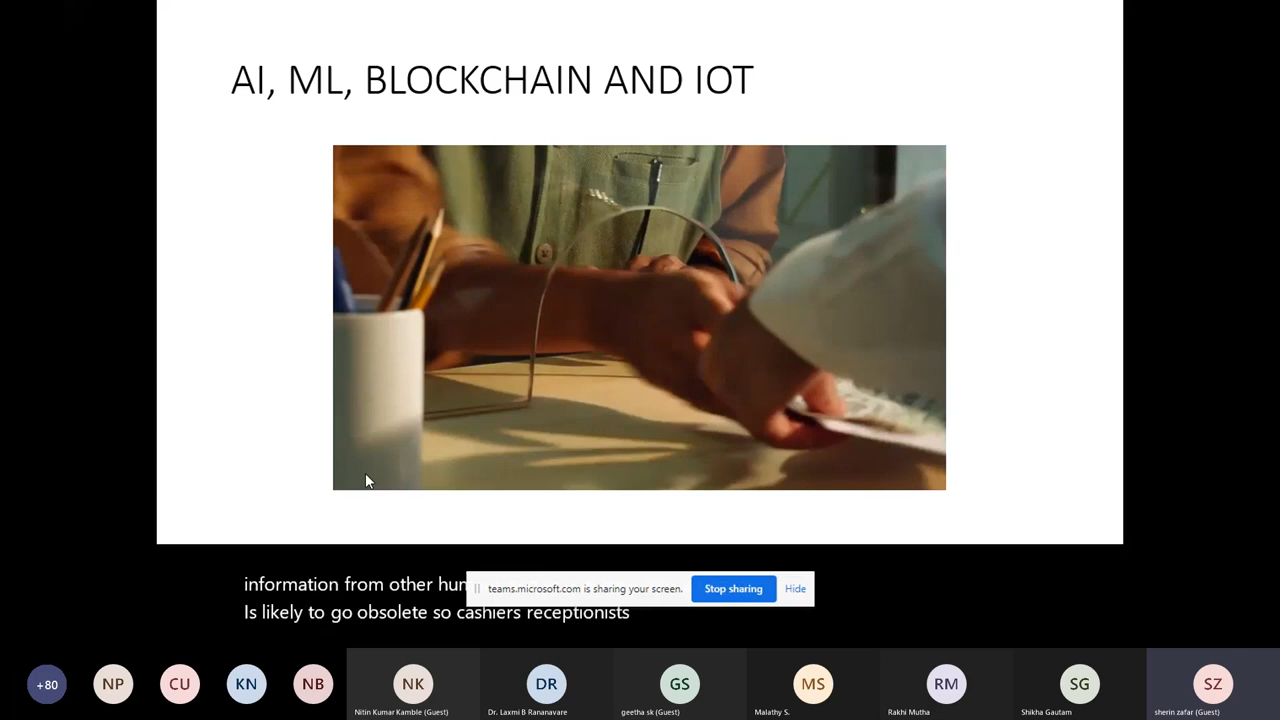 AI, ML, BLOCKCHAIN AND IOT
information from other
teams.microsoft.com is sharing your screen.
Stop sharing
Hide
Is likely to go obsolete so cashiers receptionists
+80
NP
CU
KN
NB
NK
DR
GS
MS
RM
SG
SZ
Nitin Kumar Kamble (Guest)
Dr. Laxmi B Rananavare
geetha sk (Guest)
Malathy S.
Rakhi Mutha
Shikha Gautam
sherin zafar (Guest)